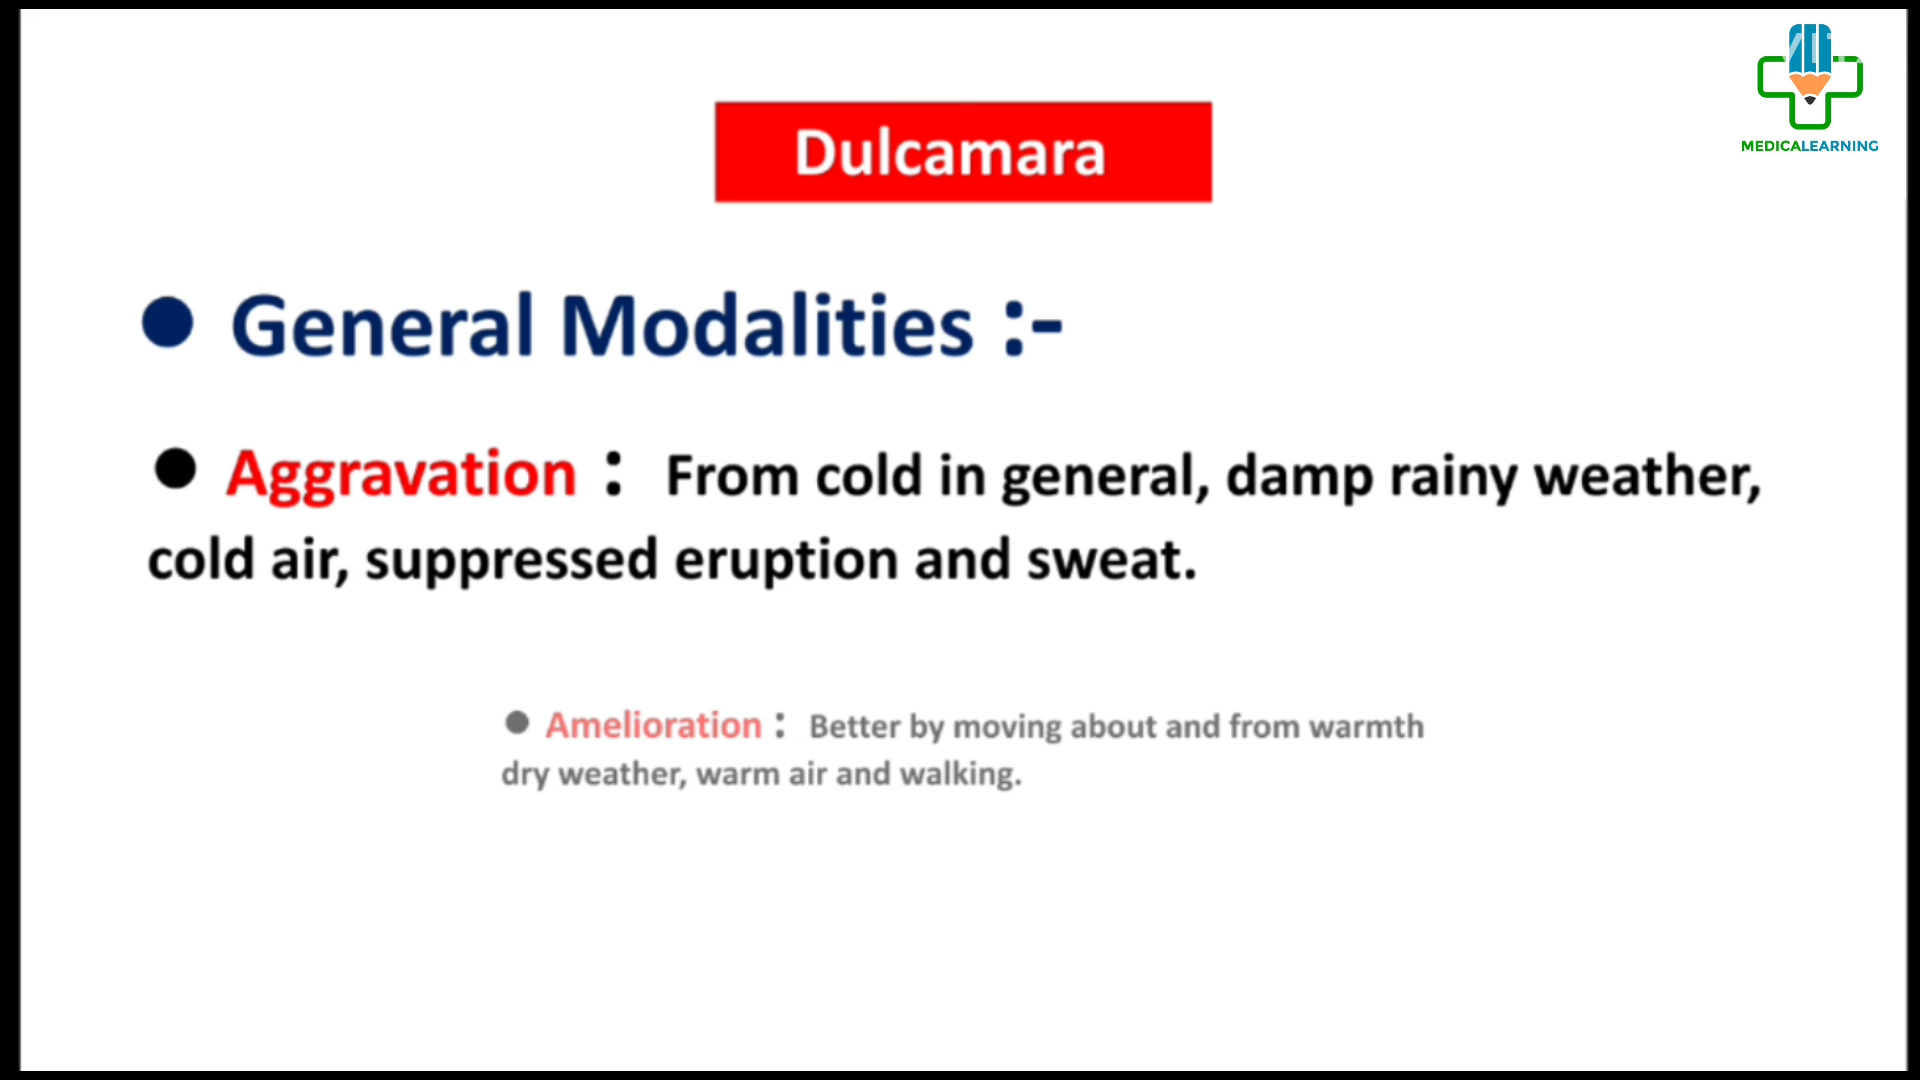 MEDICALEARNING
Dulcamara
● General Modalities :-
● Aggravation : From cold in general, damp rainy weather,
cold air, suppressed eruption and sweat.
● Amelioration : Better by moving about and from warmth
dry weather, warm air and walking.